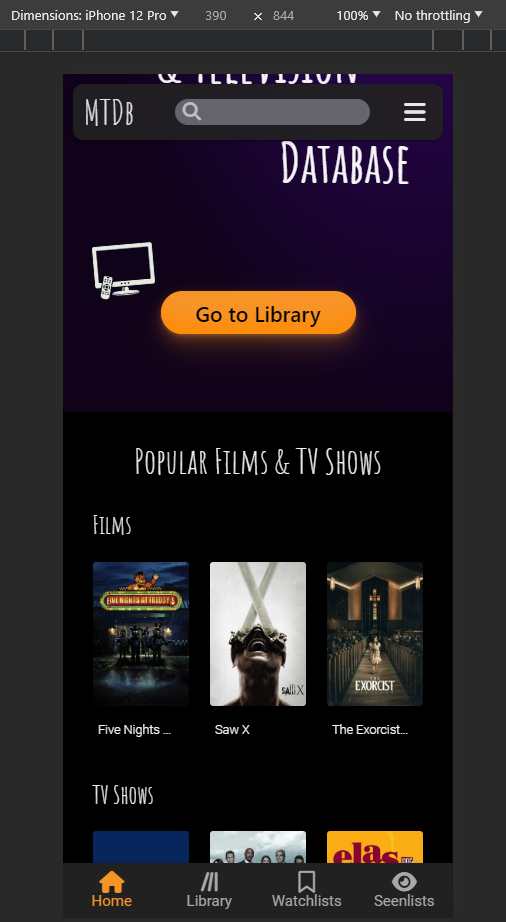 Dimensions: iPhone 12 Pro 390 × 844 100% No throttling
& Television
MTDb
Database
Go to Library
Popular Films & TV Shows
Films
FIVE NIGHTS AT FREDDY'S
SAW X
THE
EXORCIST
Five Nights ...
Saw X
The Exorcist...
TV Shows
elas
Home Library Watchlists Seenlists